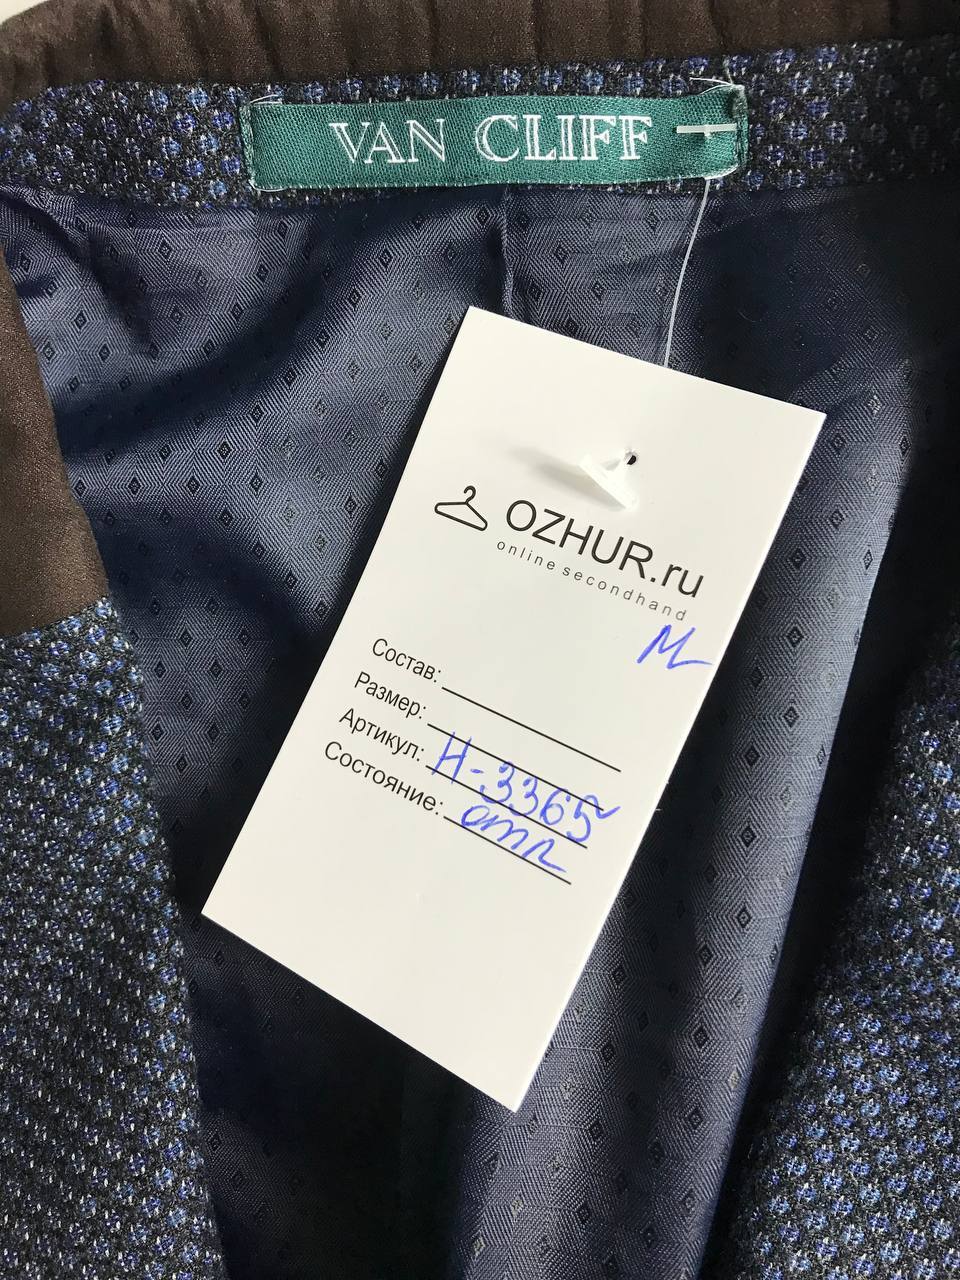 VAN CLIFF
OZHUR.ru
online secondhand
M
Состав:
Размер:
Артикул: H-3365
Состояние: отл